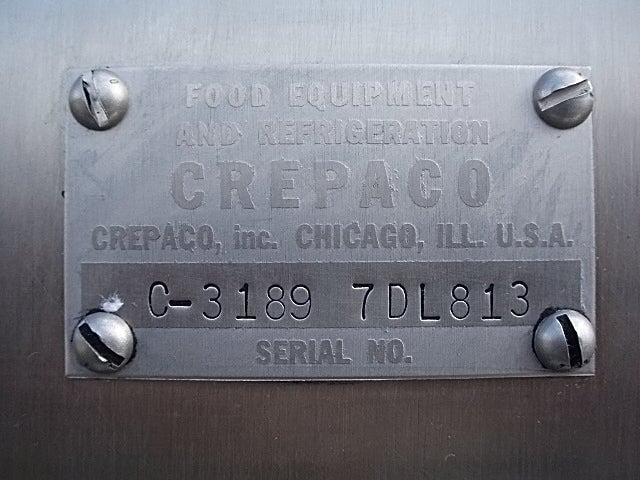 FOOD EQUIPMENT
AND REFRIGERATION
CREPACO
CREPACO, inc. CHICAGO, ILL. U.S.A.
C-3189 7DL813
SERIAL NO.